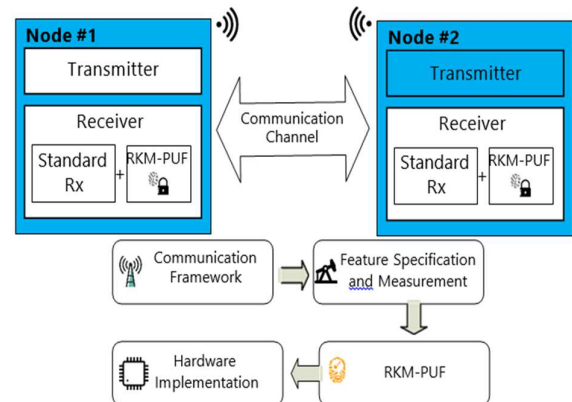 Node #1
Transmitter
Receiver
Standard
Rx
+
RKM-PUF
Communication
Channel
Node #2
Transmitter
Receiver
Standard
Rx
+
RKM-PUF
Communication
Framework
Feature Specification
and Measurement
Hardware
Implementation
RKM-PUF